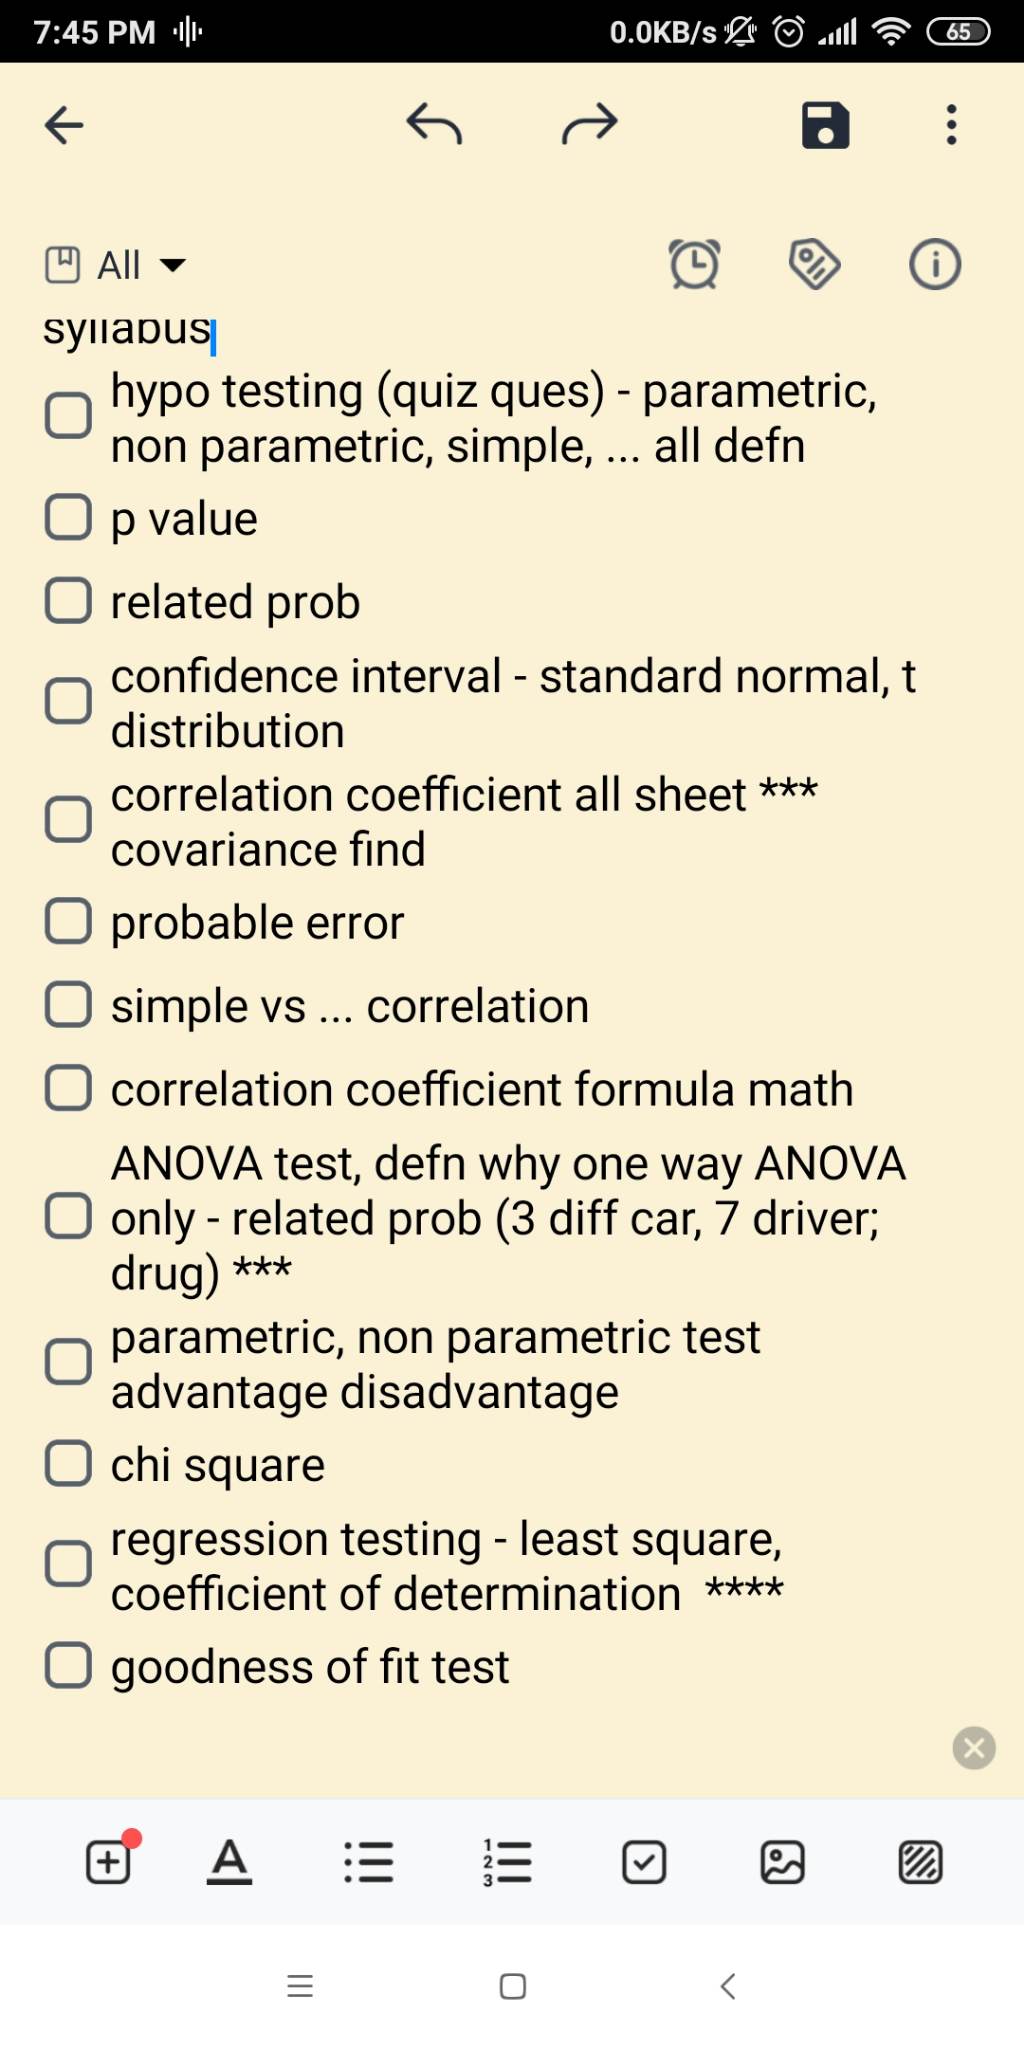 7:45 PM 0.0KB/s 65
All
syllabus
hypo testing (quiz ques) - parametric,
non parametric, simple, ... all defn
p value
related prob
confidence interval - standard normal, t
distribution
correlation coefficient all sheet ***
covariance find
probable error
simple vs ... correlation
correlation coefficient formula math
ANOVA test, defn why one way ANOVA
only - related prob (3 diff car, 7 driver;
drug) ***
parametric, non parametric test
advantage disadvantage
chi square
regression testing - least square,
coefficient of determination  ****
goodness of fit test